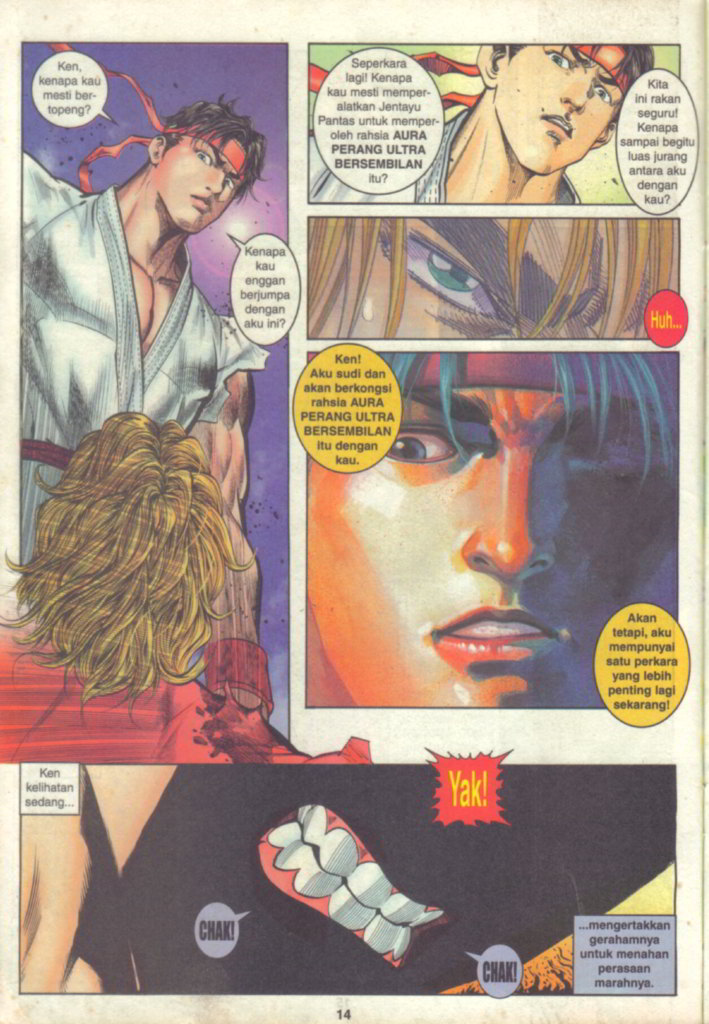 Ken,
kenapa kau
mesti ber-
topeng?
Kenapa
kau
enggan
berjumpa
dengan
aku ini?
Seperkara
lagi! Kenapa
kau mesti memper-
alatkan Jentayu
Pantas untuk memper-
oleh rahsia AURA
PERANG ULTRA
BERSEMBILAN
itu?
Kita
ini rakan
seguru!
Kenapa
sampai begitu
luas jurang
antara aku
dengan
kau?
Huh...
Ken!
Aku sudi dan
akan berkongsi
rahsia AURA
PERANG ULTRA
BERSEMBILAN
itu dengan
kau.
Akan
tetapi, aku
mempunyai
satu perkara
yang lebih
penting lagi
sekarang!
Ken
kelihatan
sedang...
Yak!
CHAK!
CHAK!
...mengertakkan
gerahamnya
untuk menahan
perasaan
marahnya.
14